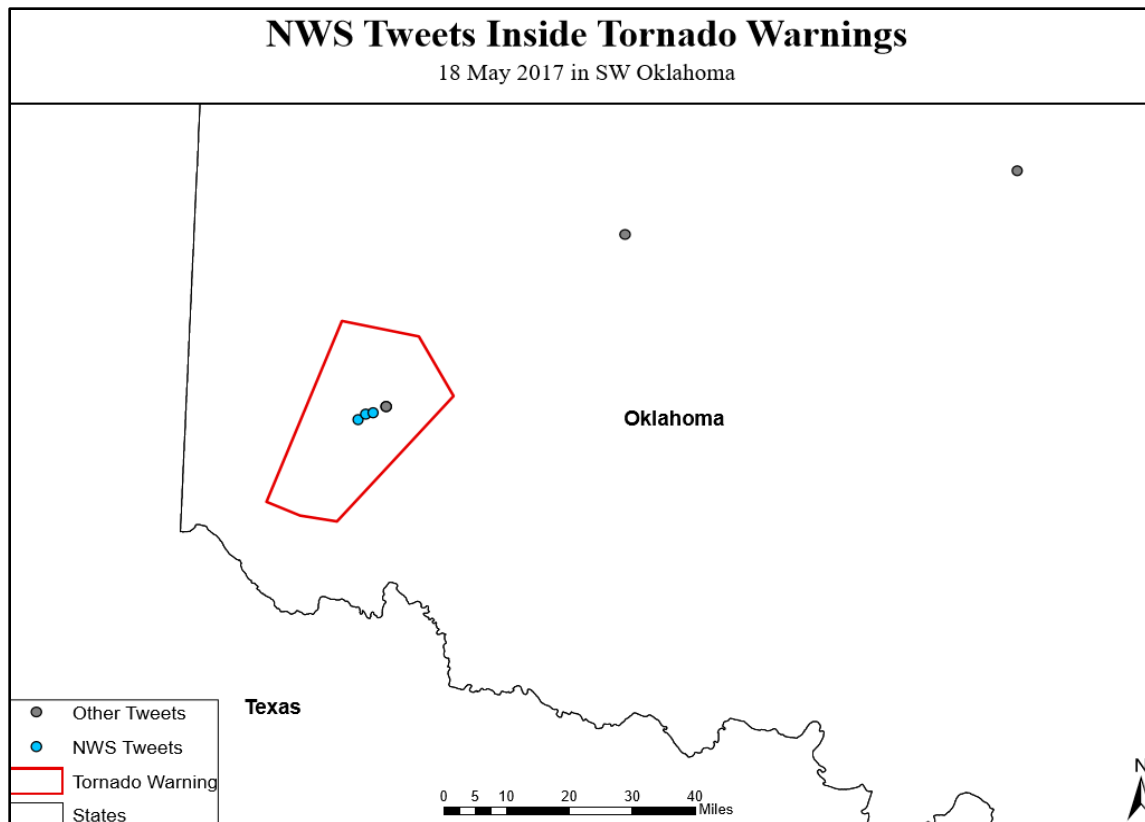 NWS Tweets Inside Tornado Warnings
18 May 2017 in SW Oklahoma
Oklahoma
Texas
Other Tweets
NWS Tweets
Tornado Warning
States
0 5 10 20 30 40
Miles
N